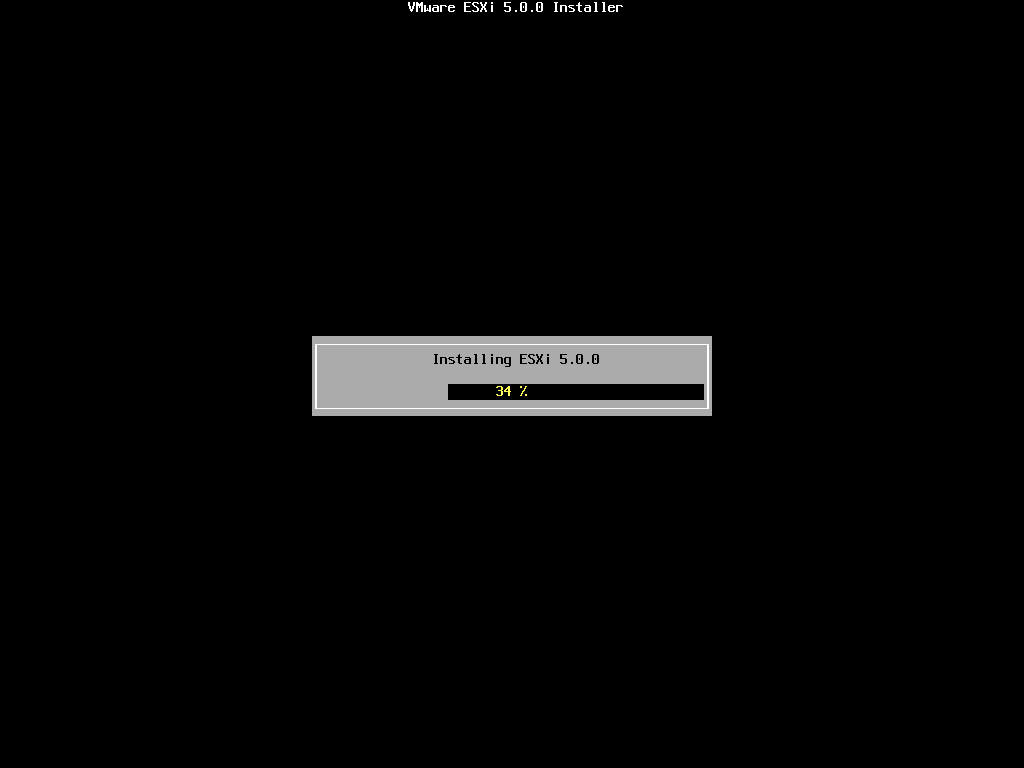 VMware ESXi 5.0.0 Installer
Installing ESXi 5.0.0
34 %